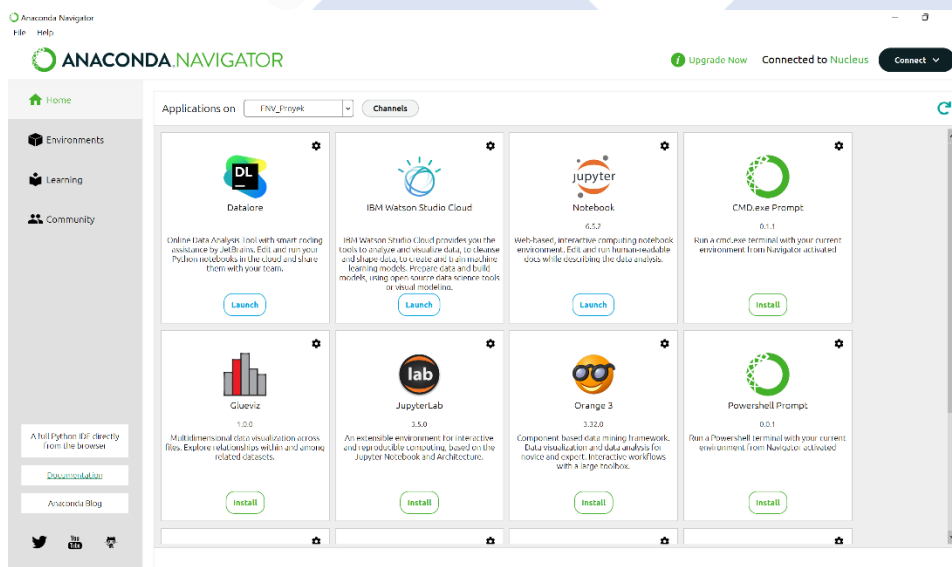 Anaconda Navigator
File Help
ANACONDA.NAVIGATOR
Upgrade Now
Connected to Nucleus
Connect
Home
Environments
Learning
Community
Applications on
ENV_Proyek
Channels
DL
Datalore
Online Data Analysis Tool with smart coding
assistance by JetBrains. Edit and run your
Python notebooks in the cloud and share
them with your team.
Launch
IBM Watson Studio Cloud
IBM Watson Studio Cloud provides you the
tools to analyze and visualize data, to cleanse
and shape data, to create and train machine
learning models. Prepare data and build
models, using open source data science tools
or visual modeling.
Launch
jupyter
Notebook
6.5.2
Web-based, interactive computing notebook
environment. Edit and run human-readable
docs while describing the data analysis.
Launch
CMD.exe Prompt
0.1.1
Run a cmd.exe terminal with your current
environment from Navigator activated
Install
Glueviz
1.0.0
Multidimensional data visualization across
files. Explore relationships within and among
related datasets.
Install
lab
JupyterLab
3.5.0
An extensible environment for interactive
and reproducible computing, based on the
Jupyter Notebook and Architecture.
Install
Orange 3
3.32.0
Component based data mining framework.
Data visualization and data analysis for
novice and expert. Interactive workflows
with a large toolbox.
Install
Powershell Prompt
0.0.1
Run a Powershell terminal with your current
environment from Navigator activated
Install
A full Python IDE directly
from the browser
Documentation
Anaconda Blog
You
Tube